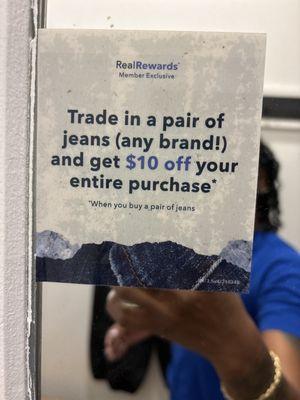 RealRewards™
Member Exclusive
Trade in a pair of
jeans (any brand!)
and get $10 off your
entire purchase*
*When you buy a pair of jeans